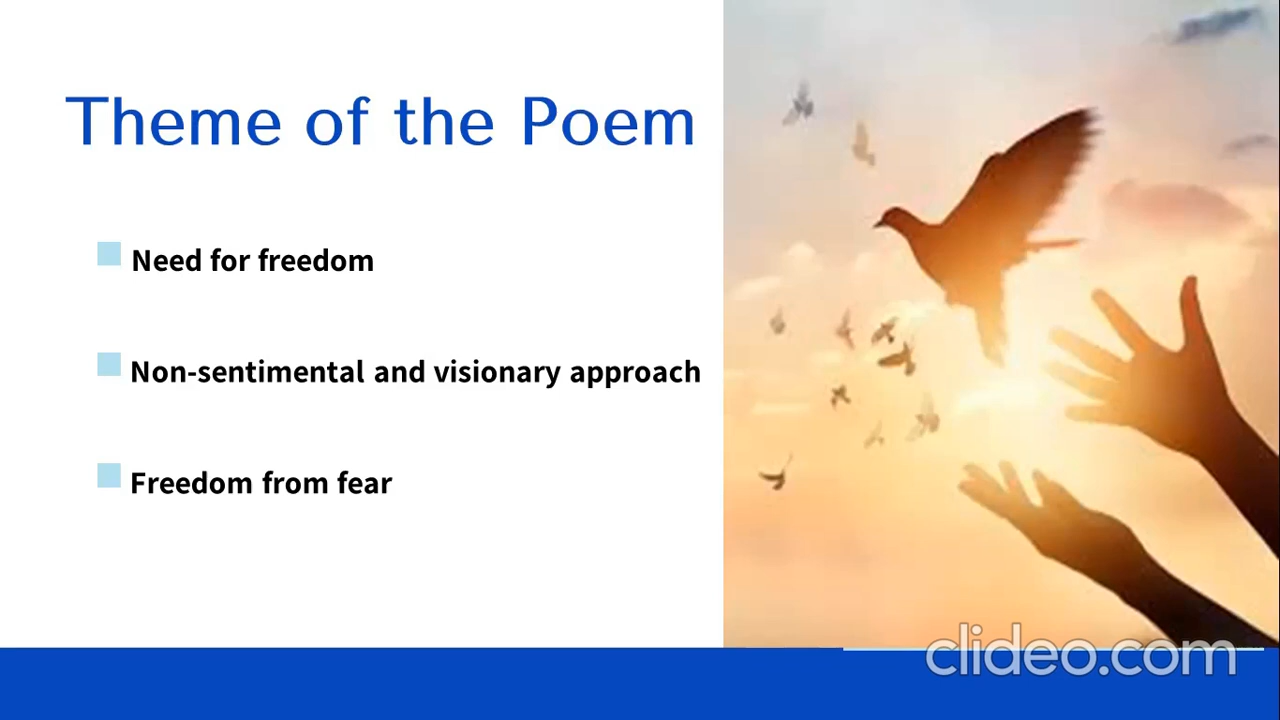 Theme of the Poem
Need for freedom
Non-sentimental and visionary approach
Freedom from fear
clideo.com